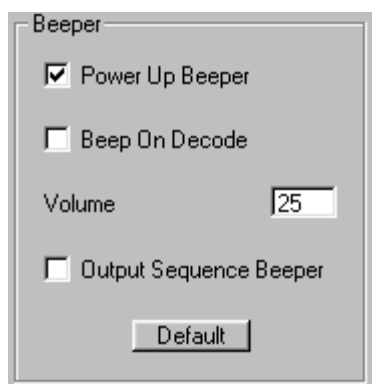 Beeper
Power Up Beeper
Beep On Decode
Volume 25
Output Sequence Beeper
Default